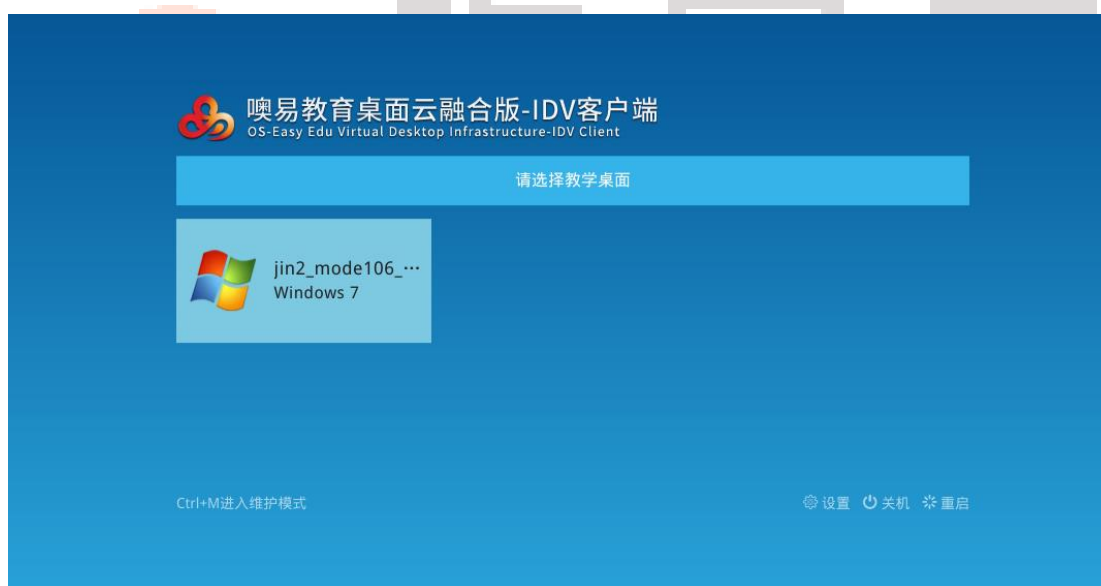 噢易教育桌面云融合版-IDV客户端
OS-Easy Edu Virtual Desktop Infrastructure-IDV Client
请选择教学桌面
jin2_mode106_…
Windows 7
Ctrl+M进入维护模式
设置 关机 重启